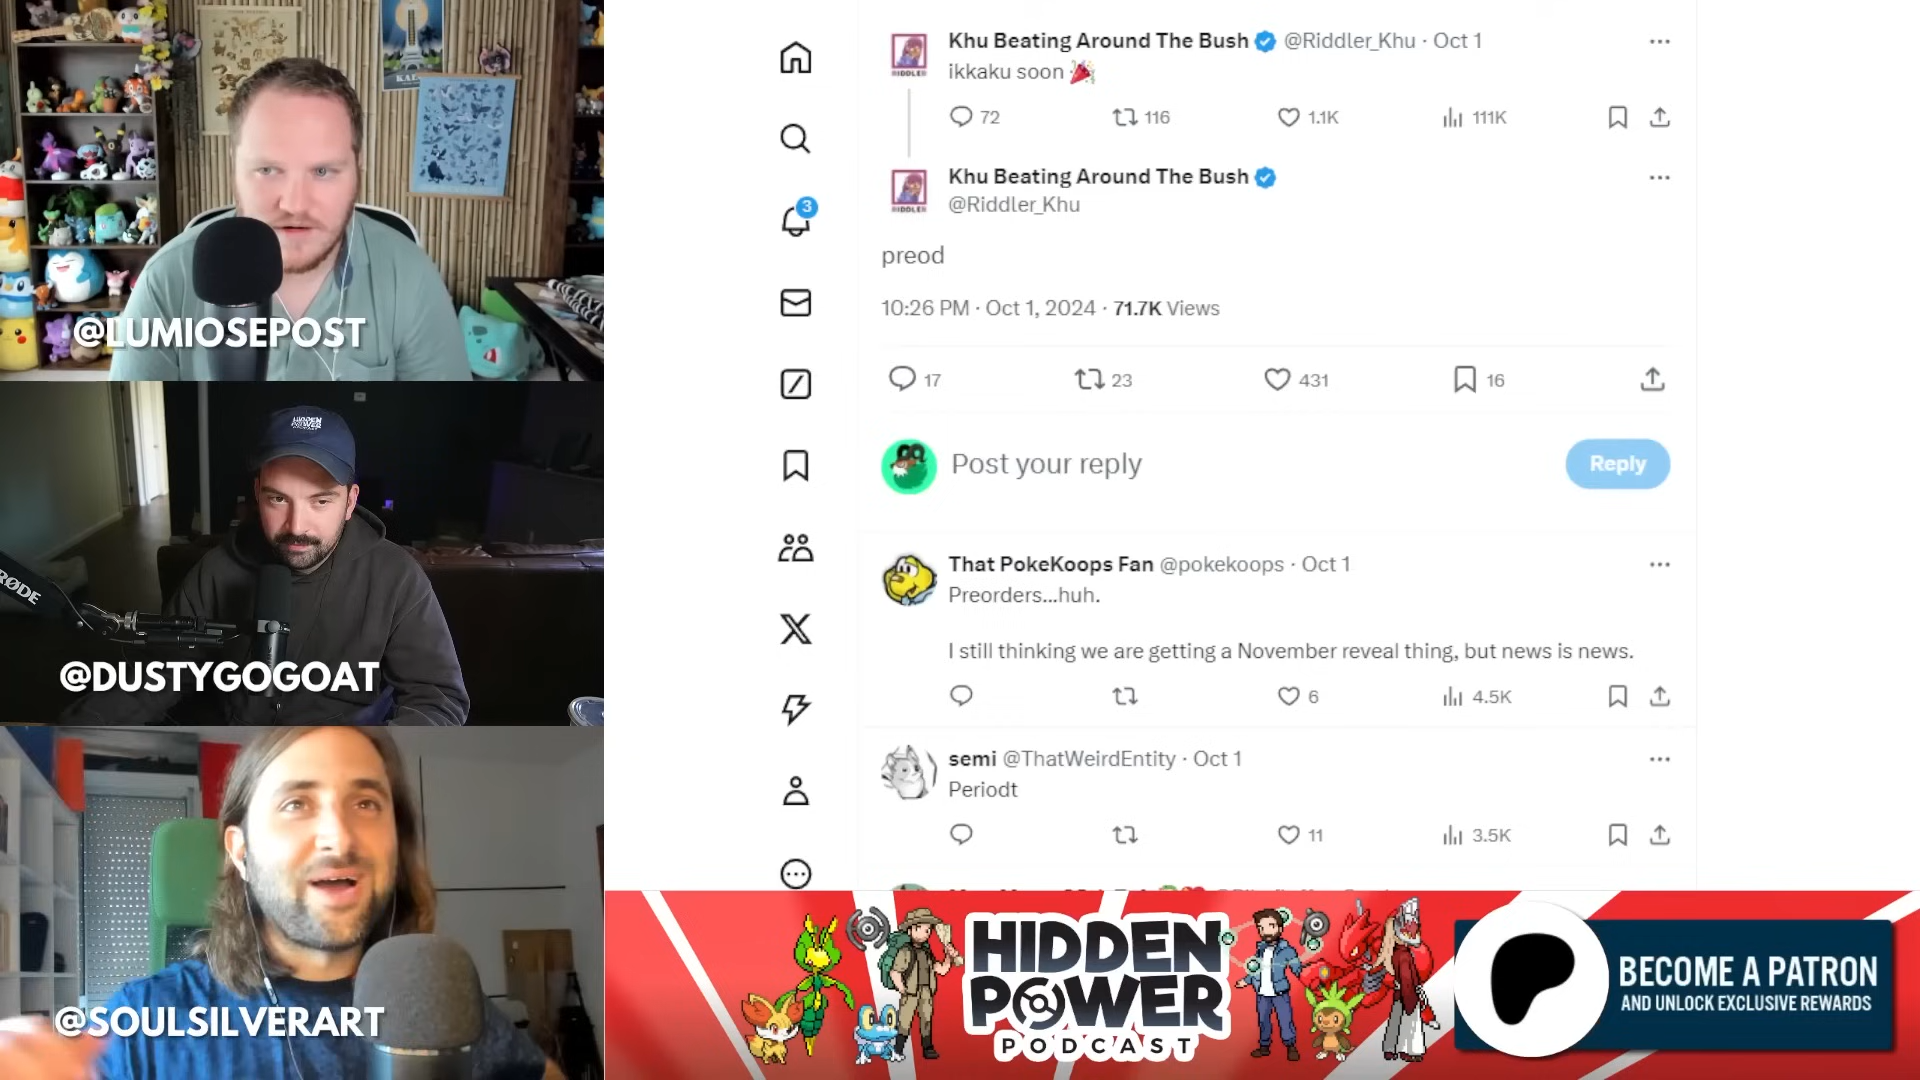 @LUMIOSEPOST
HIDDEN
POWER
RØDE
@DUSTYGOGOAT
@SOULSILVERART
3
Khu Beating Around The Bush @Riddler_Khu · Oct 1
ikkaku soon 🎉
72 116 1.1K 111K
Khu Beating Around The Bush
@Riddler_Khu
preod
10:26 PM · Oct 1, 2024 · 71.7K Views
17 23 431 16
Post your reply
Reply
That PokeKoops Fan @pokekoops · Oct 1
Preorders...huh.
I still thinking we are getting a November reveal thing, but news is news.
6 4.5K
semi @ThatWeirdEntity · Oct 1
Periodt
11 3.5K
HIDDEN
POWER
PODCAST
BECOME A PATRON
AND UNLOCK EXCLUSIVE REWARDS